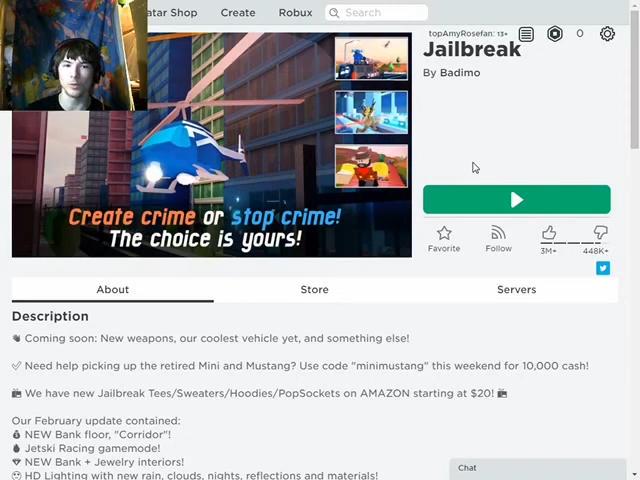 Avatar Shop Create Robux Search
topAmyRosefan: 13+ 0
Jailbreak
By Badimo
Create crime or stop crime!
The choice is yours!
Favorite Follow 3M+ 448K+
About Store Servers
Description
👋 Coming soon: New weapons, our coolest vehicle yet, and something else!
✅ Need help picking up the retired Mini and Mustang? Use code "minimustang" this weekend for 10,000 cash!
🛍 We have new Jailbreak Tees/Sweaters/Hoodies/PopSockets on AMAZON starting at $20! 🛍
Our February update contained:
💰 NEW Bank floor, "Corridor"!
🔥 Jetski Racing gamemode!
💎 NEW Bank + Jewelry interiors!
😍 HD Lighting with new rain, clouds, nights, reflections and materials!
Chat